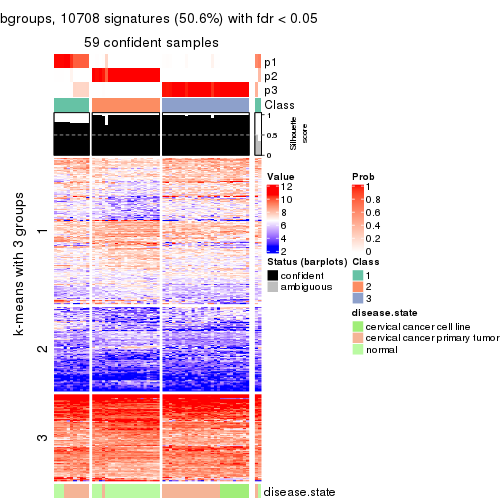 bgroups, 10708 signatures (50.6%) with fdr < 0.05
59 confident samples
p1
p2
p3
Class
1
0.5
0
Silhouette
score
k-means with 3 groups
1
2
3
Value
12
10
8
6
4
2
Prob
1
0.8
0.6
0.4
0.2
0
Status (barplots)
confident
ambiguous
Class
1
2
3
disease.state
cervical cancer cell line
cervical cancer primary tumor
normal
disease.state